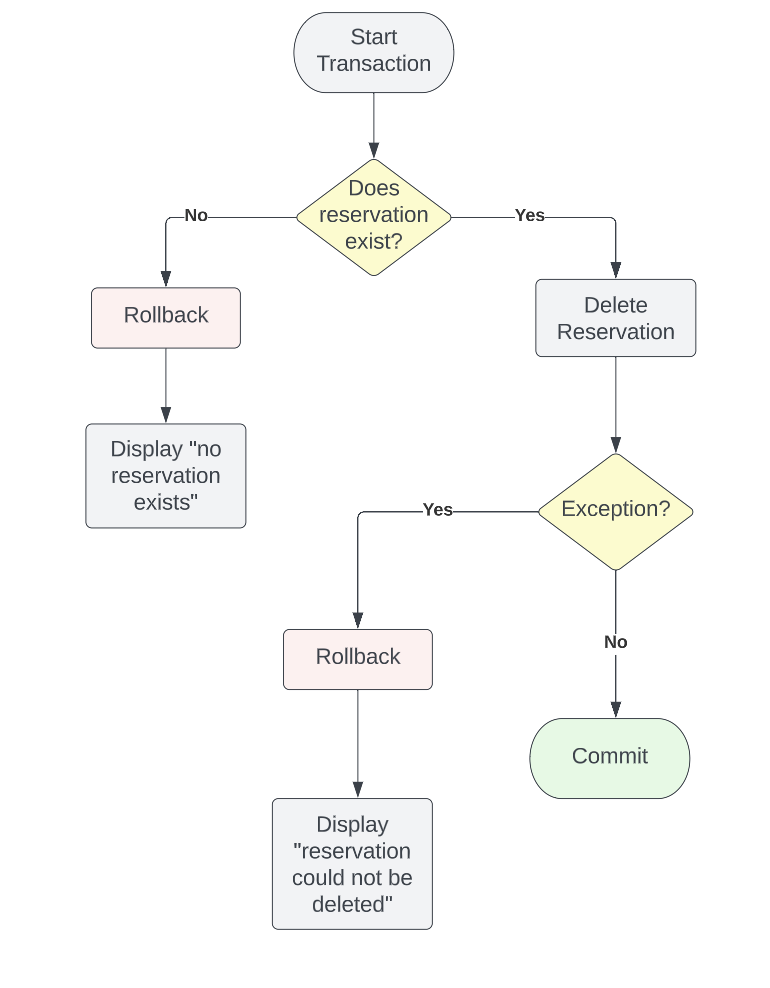 Start
Transaction
Does
reservation
exist?
No
Yes
Rollback
Delete
Reservation
Display "no
reservation
exists"
Exception?
Yes
No
Rollback
Commit
Display
"reservation
could not be
deleted"